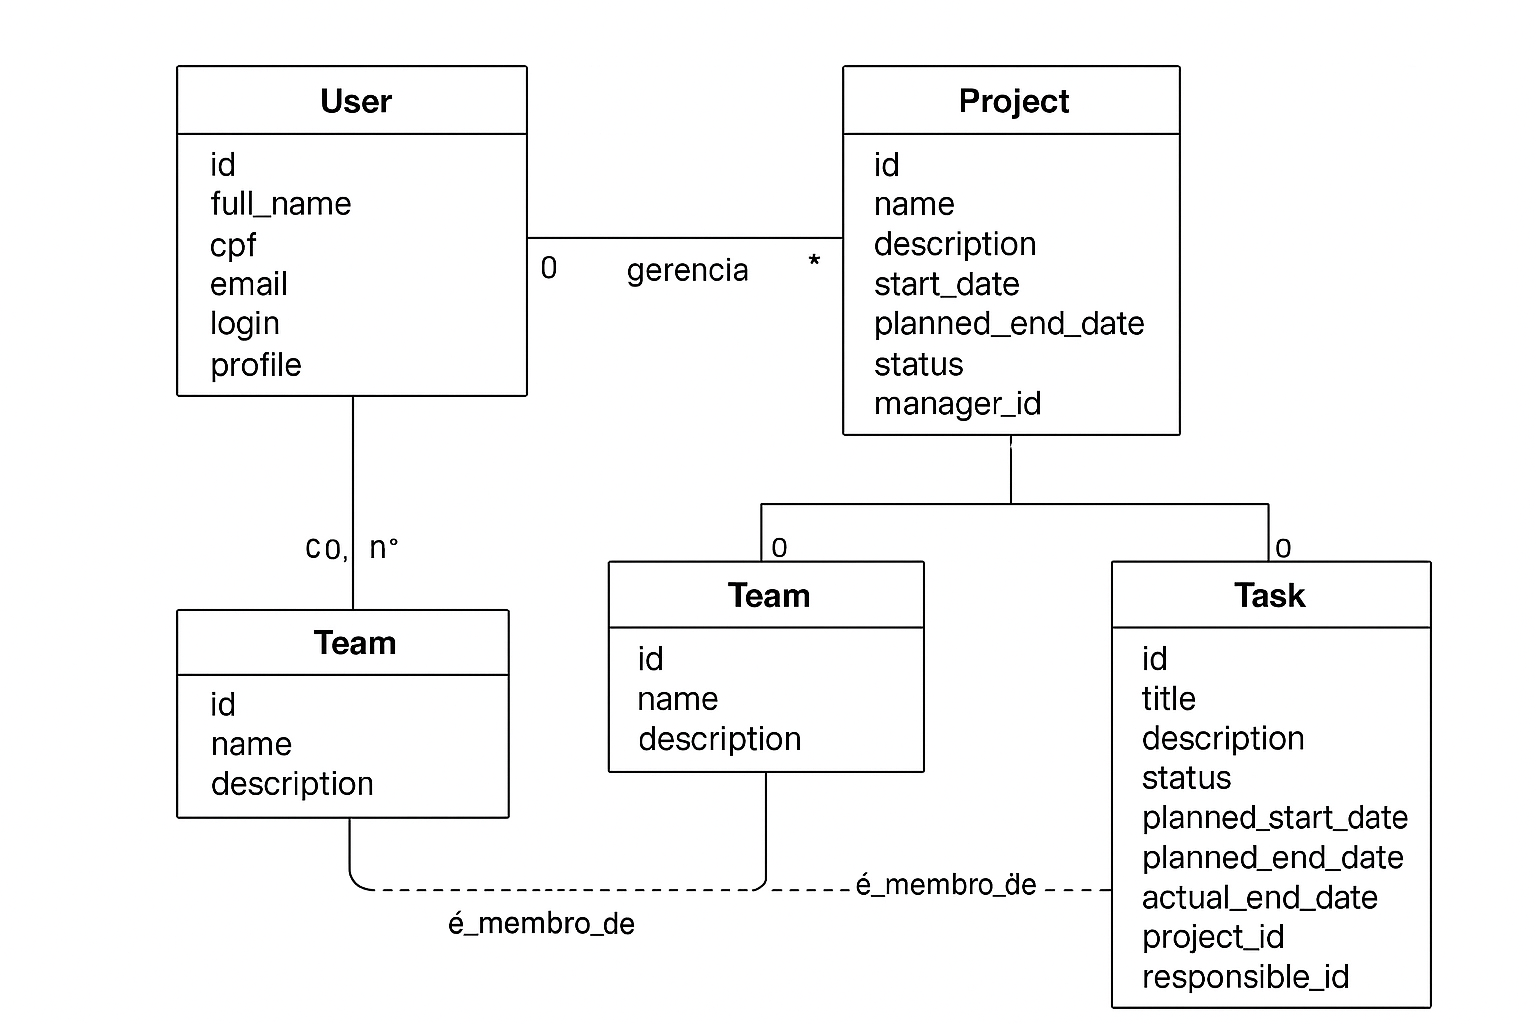 User
id
full_name
cpf
email
login
profile
0 gerencia *
Project
id
name
description
start_date
planned_end_date
status
manager_id
c0, n°
0
0
Team
id
name
description
Team
id
name
description
Task
id
title
description
status
planned_start_date
planned_end_date
actual_end_date
project_id
responsible_id
é_membro_de
é_membro_de